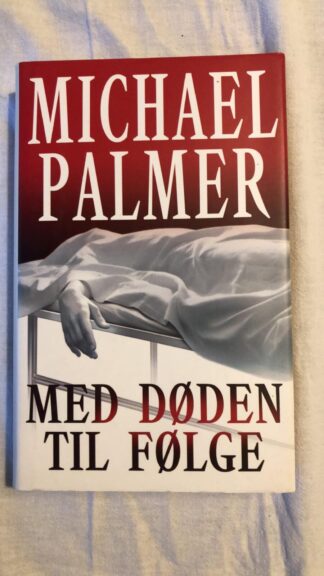 MICHAEL
PALMER
MED DØDEN
TIL FØLGE